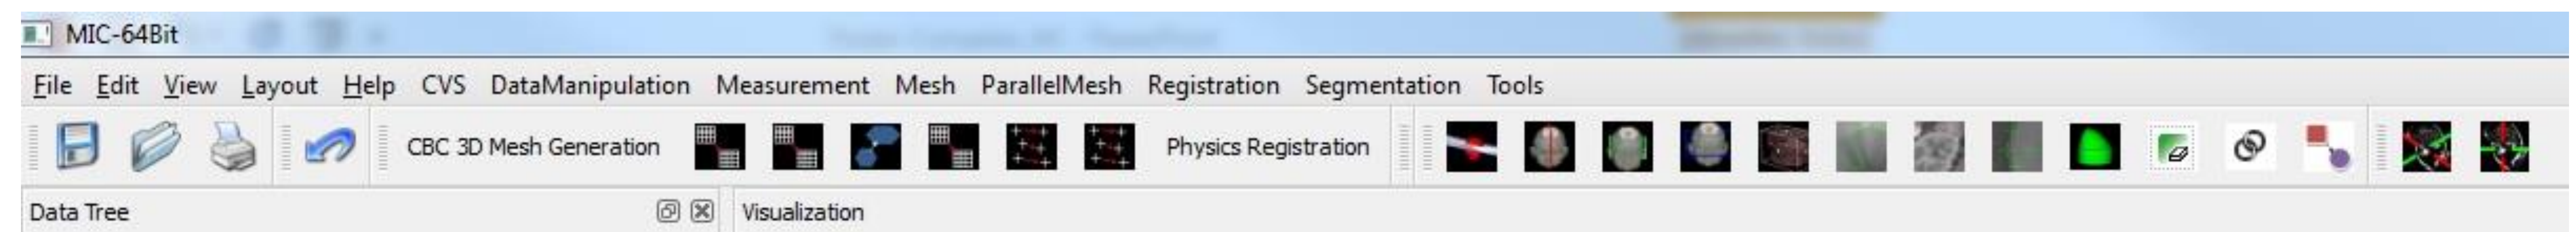 MIC-64Bit
File Edit View Layout Help CVS DataManipulation Measurement Mesh ParallelMesh Registration Segmentation Tools
CBC 3D Mesh Generation Physics Registration
Data Tree Visualization